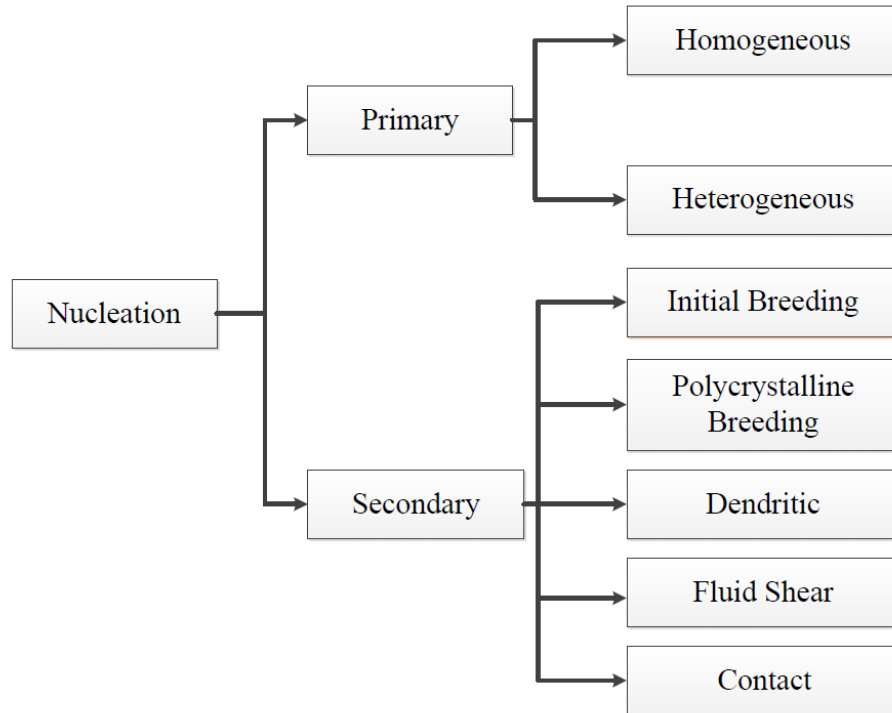 Nucleation
Primary
Homogeneous
Heterogeneous
Secondary
Initial Breeding
Polycrystalline
Breeding
Dendritic
Fluid Shear
Contact